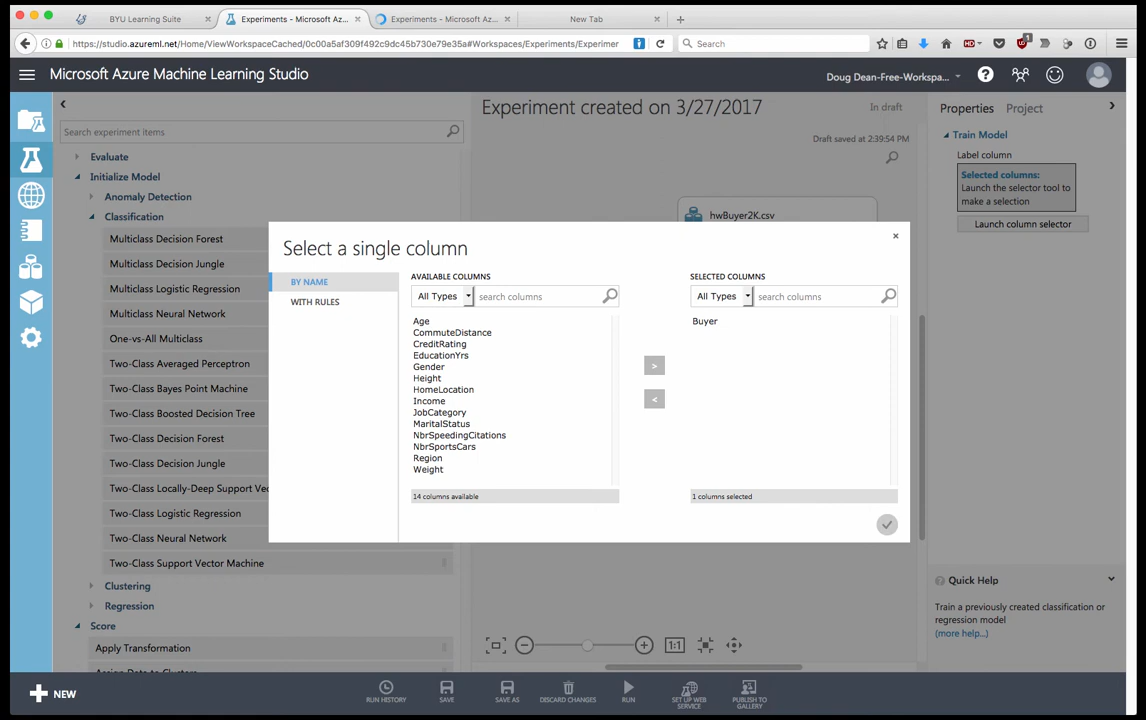 BYU Learning Suite
Experiments - Microsoft Az...
Experiments - Microsoft Az...
New Tab
https://studio.azureml.net/Home/ViewWorkspaceCached/0c00a5af309f492c9dc45b730e79e35a#Workspaces/Experiments/Experimer
Search
HD
1
Microsoft Azure Machine Learning Studio
Doug Dean-Free-Workspa...
Search experiment items
Evaluate
Initialize Model
Anomaly Detection
Classification
Multiclass Decision Forest
Multiclass Decision Jungle
Multiclass Logistic Regression
Multiclass Neural Network
One-vs-All Multiclass
Two-Class Averaged Perceptron
Two-Class Bayes Point Machine
Two-Class Boosted Decision Tree
Two-Class Decision Forest
Two-Class Decision Jungle
Two-Class Locally-Deep Support Vec
Two-Class Logistic Regression
Two-Class Neural Network
Two-Class Support Vector Machine
Clustering
Regression
Score
Apply Transformation
Assign Data to Clusters
Experiment created on 3/27/2017
In draft
Draft saved at 2:39:54 PM
hwBuyer2K.csv
Select a single column
BY NAME
WITH RULES
AVAILABLE COLUMNS
All Types
search columns
Age
CommuteDistance
CreditRating
EducationYrs
Gender
Height
HomeLocation
Income
JobCategory
MaritalStatus
NbrSpeedingCitations
NbrSportsCars
Region
Weight
14 columns available
>
<
SELECTED COLUMNS
All Types
search columns
Buyer
1 columns selected
1:1
Properties
Project
Train Model
Label column
Selected columns:
Launch the selector tool to
make a selection
Launch column selector
Quick Help
Train a previously created classification or
regression model
(more help...)
NEW
RUN HISTORY
SAVE
SAVE AS
DISCARD CHANGES
RUN
SET UP WEB
SERVICE
PUBLISH TO
GALLERY